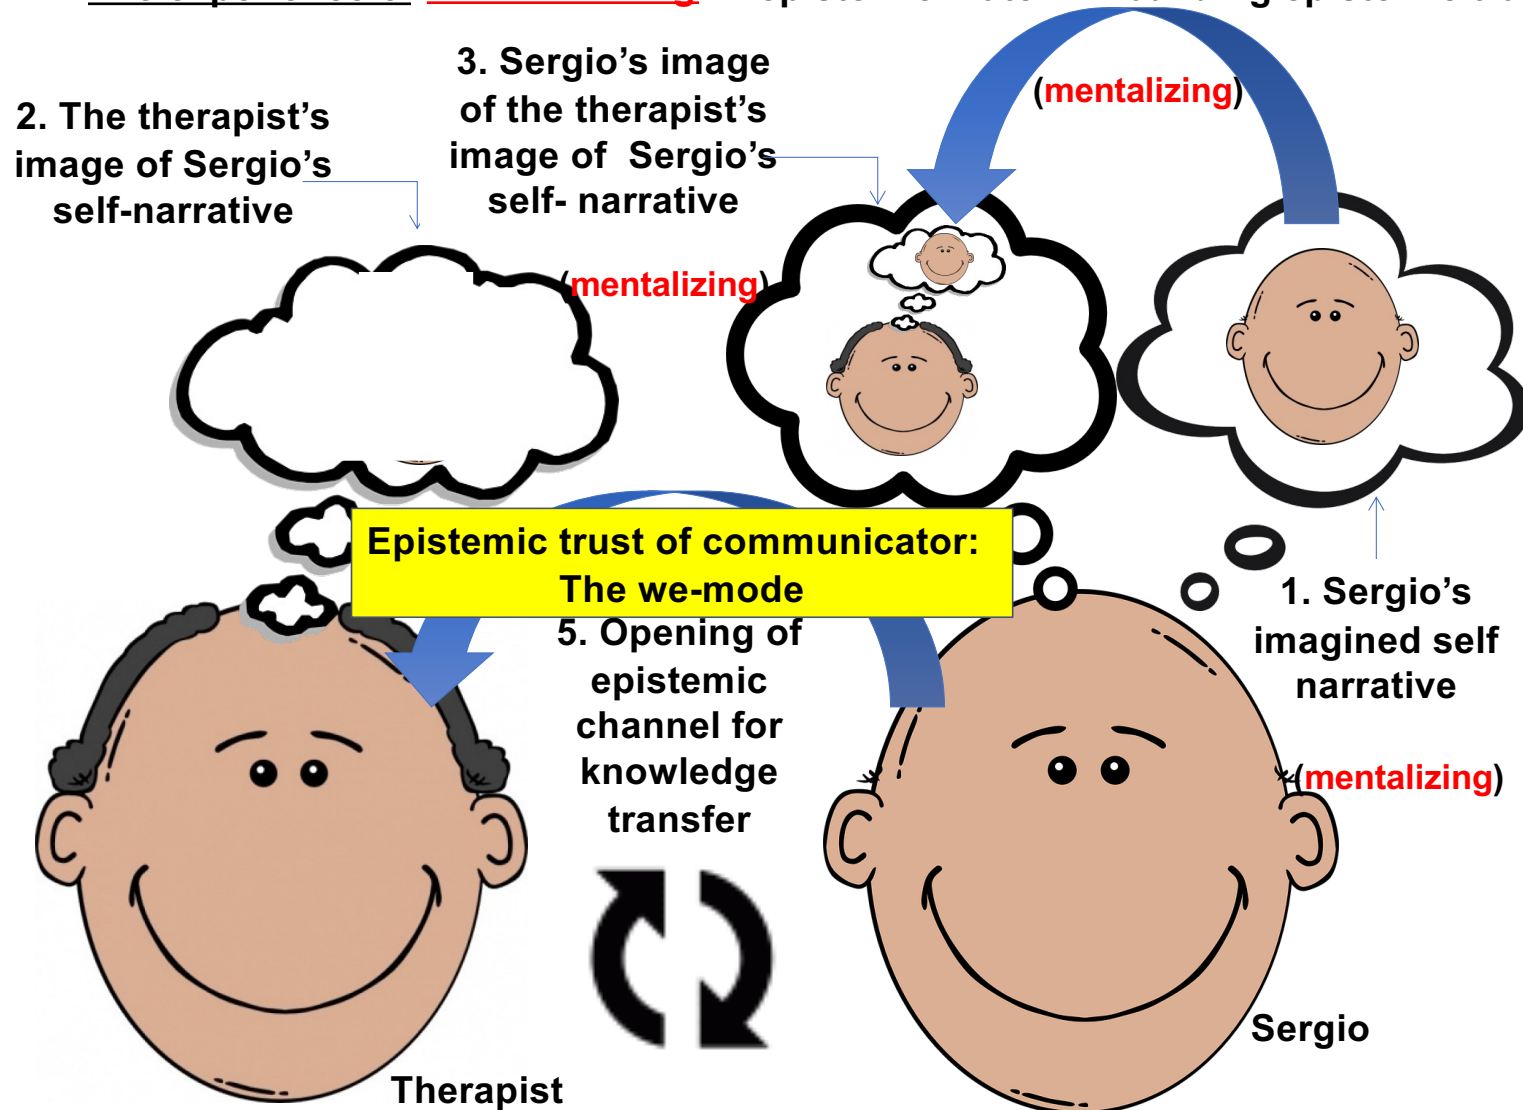 3. Sergio’s image
of the therapist’s
image of Sergio’s
self- narrative
(mentalizing)
2. The therapist’s
image of Sergio’s
self-narrative
(mentalizing)
Epistemic trust of communicator:
The we-mode
5. Opening of
epistemic
channel for
knowledge
transfer
1. Sergio’s
imagined self
narrative
(mentalizing)
Sergio
Therapist